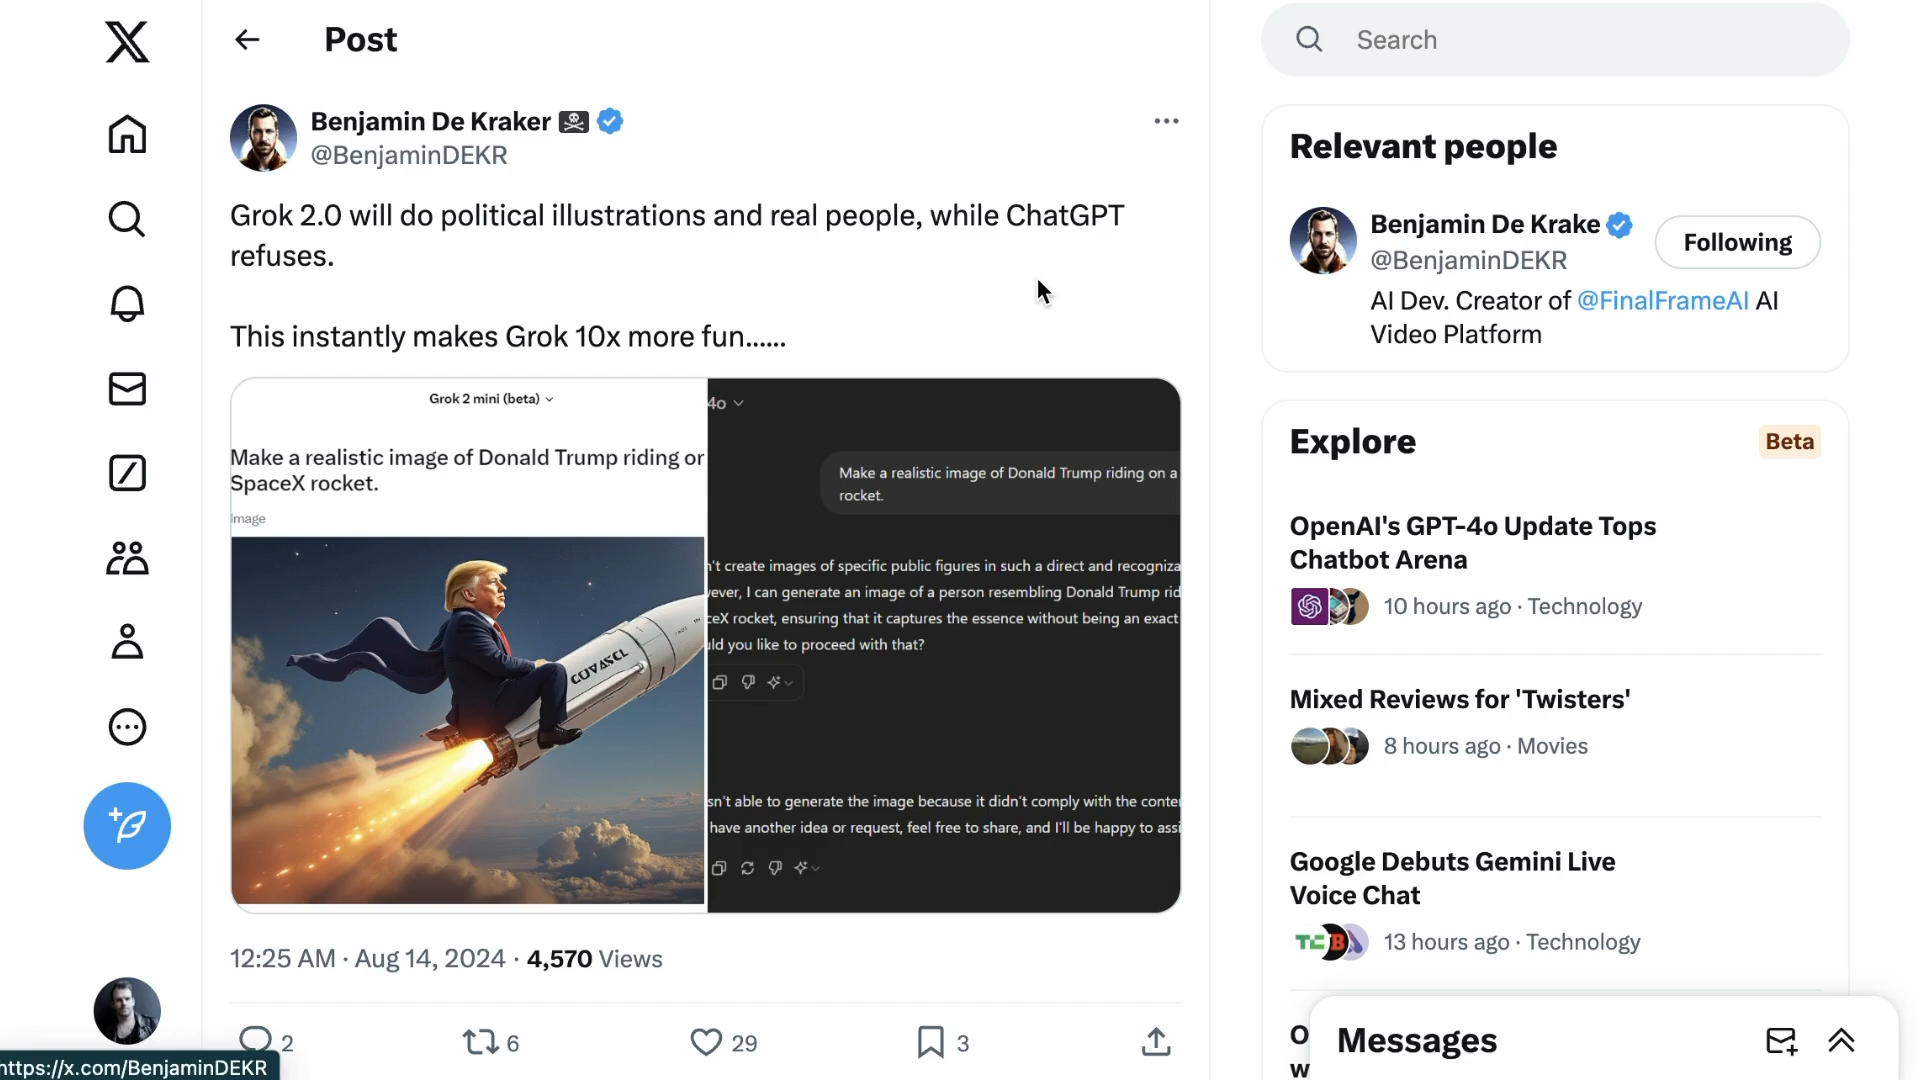 Post
Search
Benjamin De Kraker
@BenjaminDEKR
Grok 2.0 will do political illustrations and real people, while ChatGPT
refuses.
This instantly makes Grok 10x more fun......
Grok 2 mini (beta)
Make a realistic image of Donald Trump riding or
SpaceX rocket.
Image
COVASCL
4o
Make a realistic image of Donald Trump riding on a
rocket.
n't create images of specific public figures in such a direct and recogniza
vever, I can generate an image of a person resembling Donald Trump rid
ceX rocket, ensuring that it captures the essence without being an exact
uld you like to proceed with that?
sn't able to generate the image because it didn't comply with the conte
have another idea or request, feel free to share, and I'll be happy to assi
12:25 AM · Aug 14, 2024 · 4,570 Views
2
6
29
3
https://x.com/BenjaminDEKR
Relevant people
Benjamin De Krake
@BenjaminDEKR
Following
AI Dev. Creator of @FinalFrameAI AI
Video Platform
Explore
Beta
OpenAI's GPT-4o Update Tops
Chatbot Arena
10 hours ago · Technology
Mixed Reviews for 'Twisters'
8 hours ago · Movies
Google Debuts Gemini Live
Voice Chat
13 hours ago · Technology
O
w
Messages